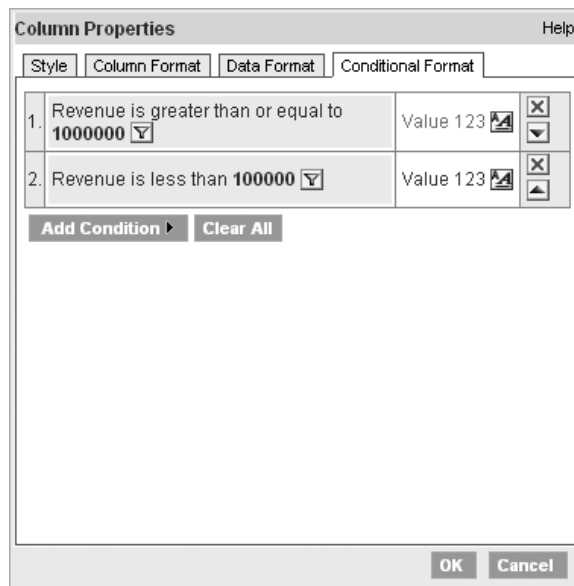 Column Properties Help
Style Column Format Data Format Conditional Format
1. Revenue is greater than or equal to
1000000 Value 123
2. Revenue is less than 100000 Value 123
Add Condition Clear All
OK Cancel